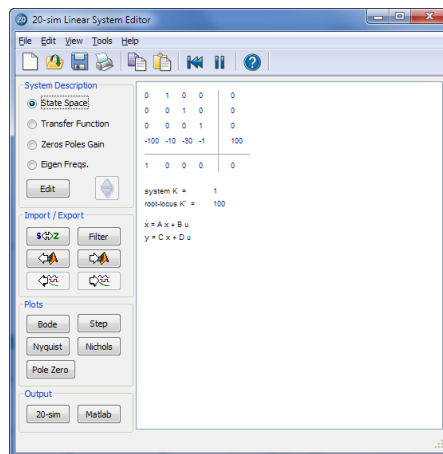 20-sim Linear System Editor
File Edit View Tools Help
System Description
State Space
Transfer Function
Zeros Poles Gain
Eigen Freqs.
Edit
Import / Export
S Z Filter
Plots
Bode Step
Nyquist Nichols
Pole Zero
Output
20-sim Matlab
0 1 0 0 0
0 0 1 0 0
0 0 0 1 0
-100 -10 -30 -1 100
1 0 0 0 0
system K = 1
root-locus K' = 100
ẋ = A x + B u
y = C x + D u